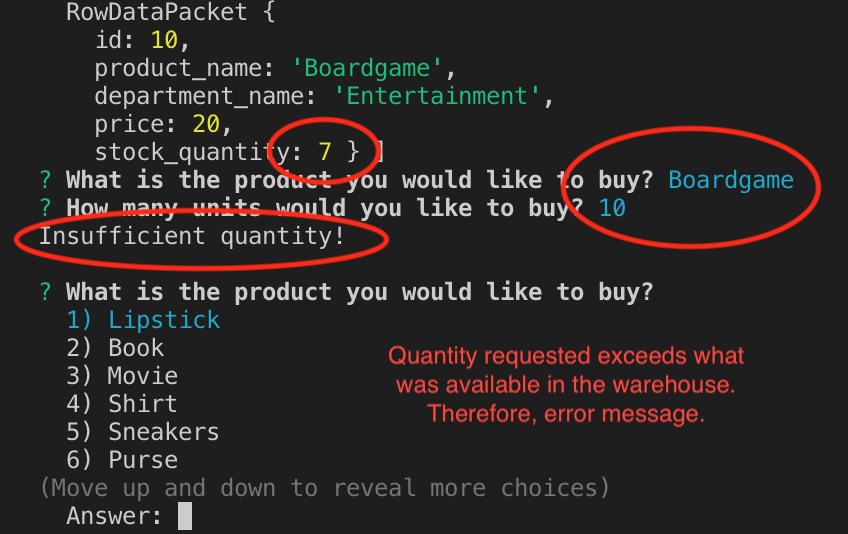 RowDataPacket {
id: 10,
product_name: 'Boardgame',
department_name: 'Entertainment',
price: 20,
stock_quantity: 7 } ]
? What is the product you would like to buy? Boardgame
? How many units would you like to buy? 10
Insufficient quantity!
? What is the product you would like to buy?
1) Lipstick
2) Book
3) Movie
4) Shirt
5) Sneakers
6) Purse
(Move up and down to reveal more choices)
Answer:
Quantity requested exceeds what
was available in the warehouse.
Therefore, error message.